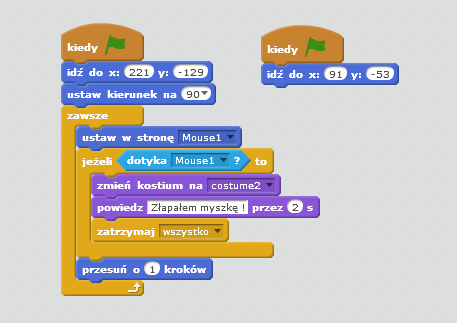 kiedy
idź do x: 221 y: -129
ustaw kierunek na 90
zawsze
ustaw w stronę Mouse1
jeżeli dotyka Mouse1 ? to
zmień kostium na costume2
powiedz Złapałem myszkę ! przez 2 s
zatrzymaj wszystko
przesuń o 1 kroków
kiedy
idź do x: 91 y: -53